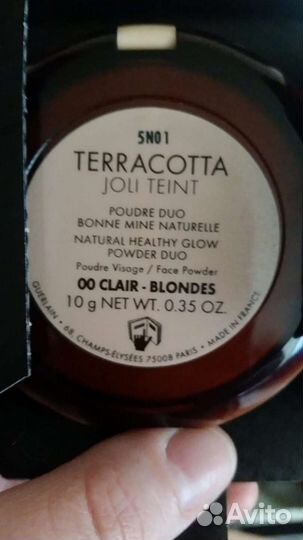 5N01
TERRACOTTA
JOLI TEINT
POUDRE DUO
BONNE MINE NATURELLE
NATURAL HEALTHY GLOW
POWDER DUO
Poudre Visage / Face Powder
00 CLAIR - BLONDES
10 g NET WT. 0.35 OZ.
GUERLAIN • 68, CHAMPS-ÉLYSÉES 75008 PARIS • MADE IN FRANCE
Avito